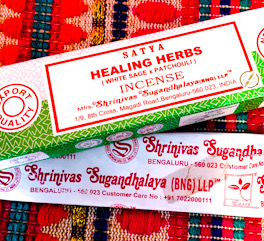 SATYA
HEALING HERBS
(WHITE SAGE x PATCHOULI)
INCENSE
Mfrs. Shrinivas Sugandhalaya (BNG) LLP
1/9, 8th Cross, Magadi Road, Bengaluru-560 023, INDIA
EXPORT
QUALITY
Shrinivas Sugandhalaya (BNG) LLP
BENGALURU - 560 023 Customer Care No : +91 7022000111
Shrinivas Sugandha
BENGALURU - 560 023 Customer Care